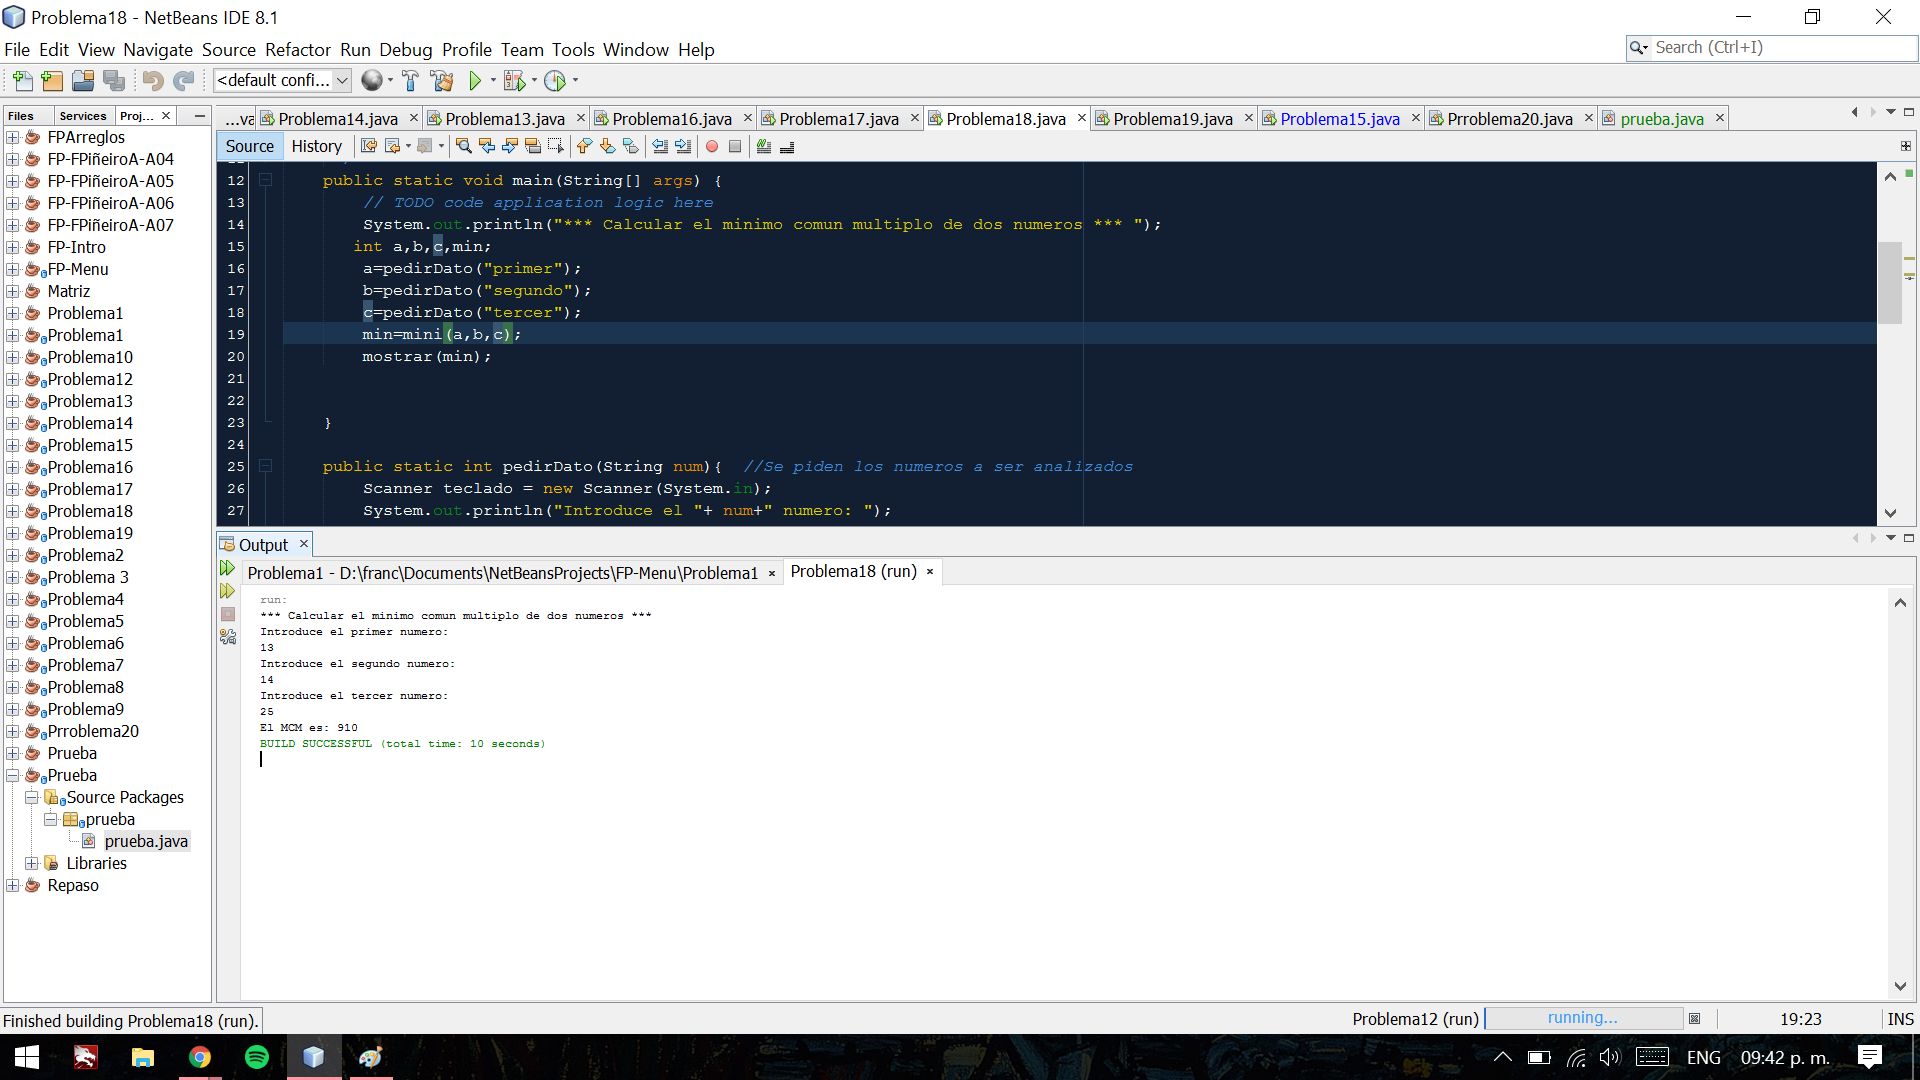 Problema18 - NetBeans IDE 8.1
File Edit View Navigate Source Refactor Run Debug Profile Team Tools Window Help
Search (Ctrl+I)
<default confi...
Files Services Proj...
...va Problema14.java Problema13.java Problema16.java Problema17.java Problema18.java Problema19.java Problema15.java Prroblema20.java prueba.java
Source History
FPArreglos
FP-FPiñeiroA-A04
FP-FPiñeiroA-A05
FP-FPiñeiroA-A06
FP-FPiñeiroA-A07
FP-Intro
FP-Menu
Matriz
Problema1
Problema1
Problema10
Problema12
Problema13
Problema14
Problema15
Problema16
Problema17
Problema18
Problema19
Problema2
Problema 3
Problema4
Problema5
Problema6
Problema7
Problema8
Problema9
Prroblema20
Prueba
Prueba
Source Packages
prueba
prueba.java
Libraries
Repaso
12 public static void main(String[] args) {
13 // TODO code application logic here
14 System.out.println("*** Calcular el minimo comun multiplo de dos numeros *** ");
15 int a,b,c,min;
16 a=pedirDato("primer");
17 b=pedirDato("segundo");
18 c=pedirDato("tercer");
19 min=mini(a,b,c);
20 mostrar(min);
21
22
23 }
24
25 public static int pedirDato(String num){ //Se piden los numeros a ser analizados
26 Scanner teclado = new Scanner(System.in);
27 System.out.println("Introduce el "+ num+" numero: ");
Output
Problema1 - D:\franc\Documents\NetBeansProjects\FP-Menu\Problema1 Problema18 (run)
run:
*** Calcular el minimo comun multiplo de dos numeros ***
Introduce el primer numero:
13
Introduce el segundo numero:
14
Introduce el tercer numero:
25
El MCM es: 910
BUILD SUCCESSFUL (total time: 10 seconds)
Finished building Problema18 (run).
Problema12 (run) running... 19:23 INS
ENG 09:42 p. m.